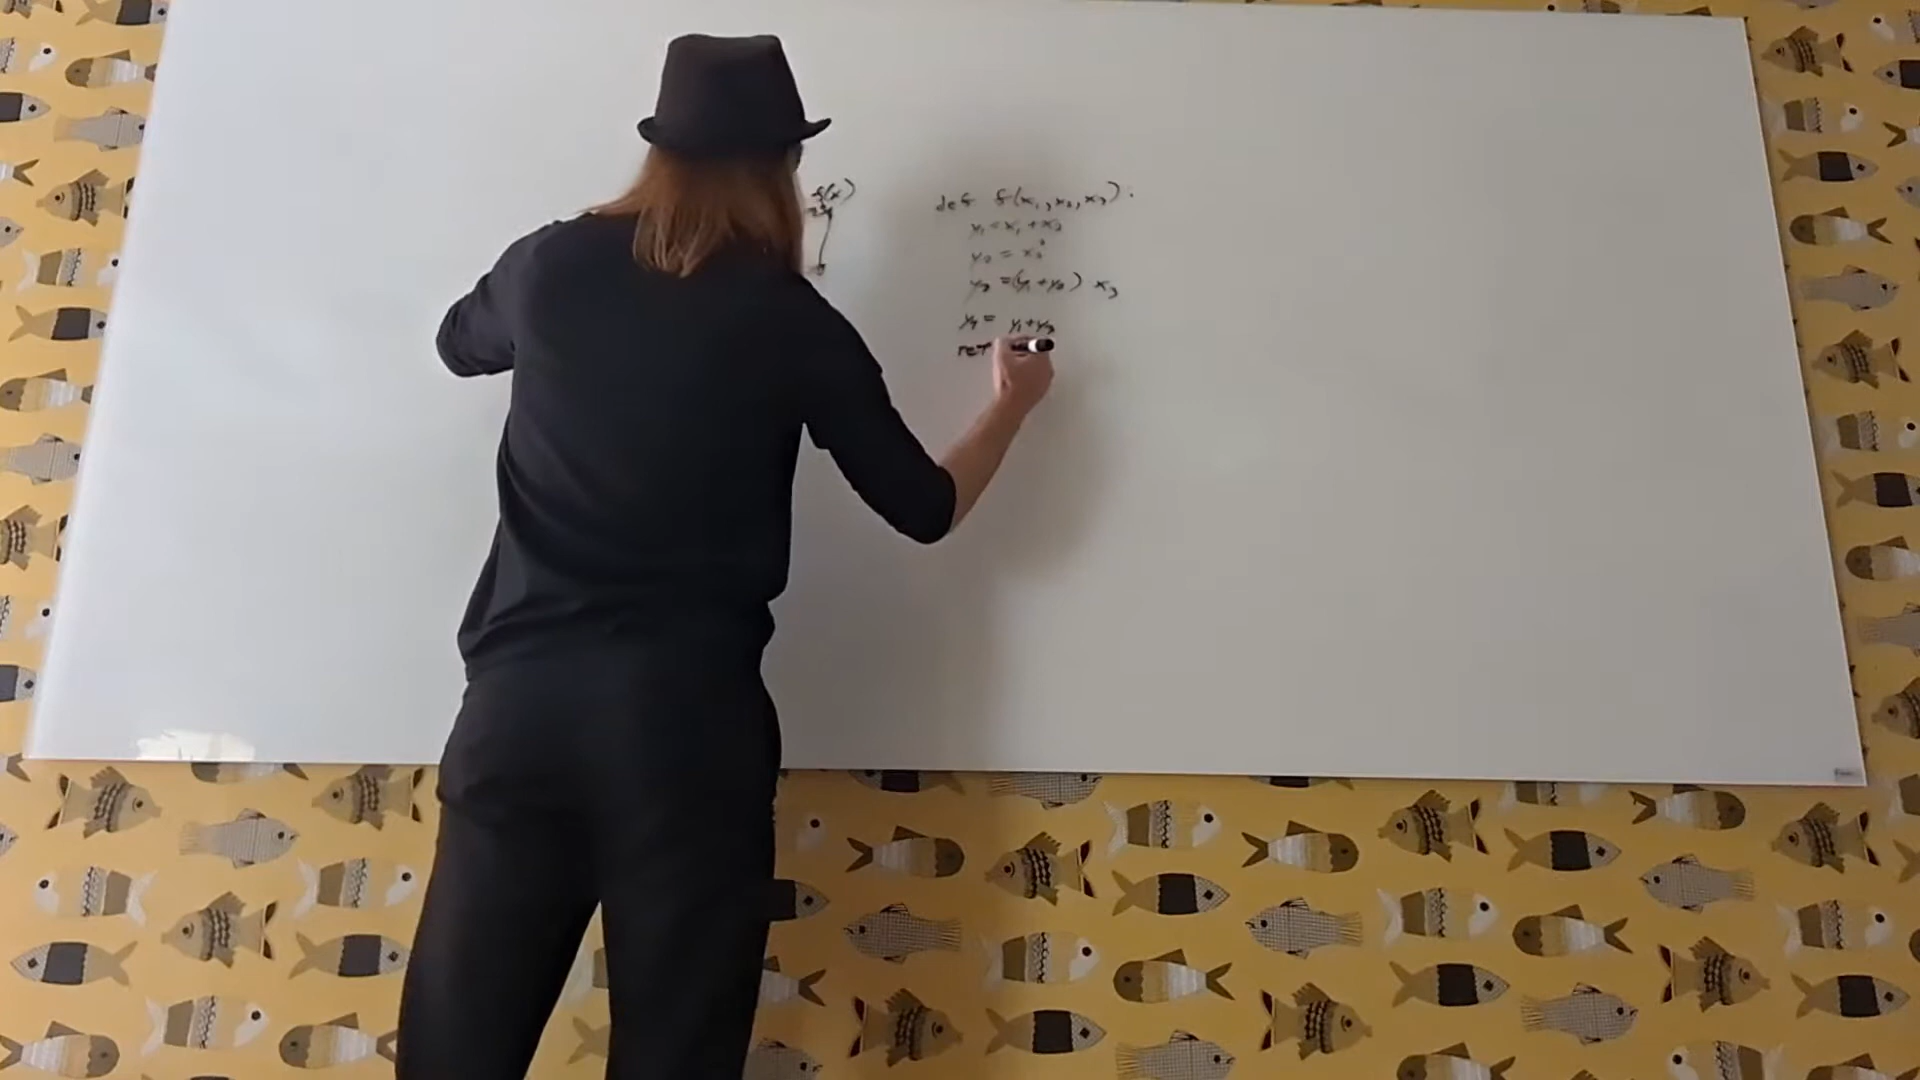 f(x)
def f(x₁,x₂,x₃):
y₁=x₁+x₂
y₂ = x₂²
y₃ =(y₁+y₂) x₃
y₄ = y₁+y₃
ret